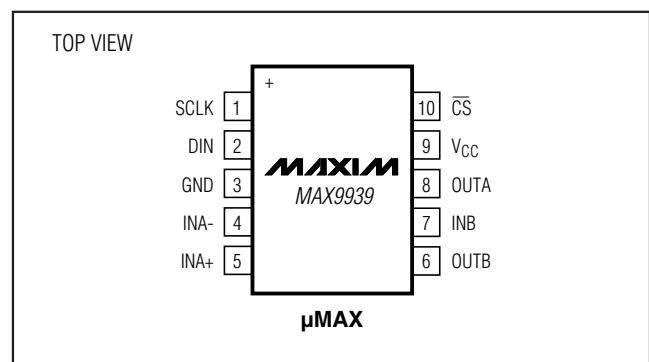 TOP VIEW
+
SCLK 1
DIN 2
GND 3
INA- 4
INA+ 5
MAXIM
MAX9939
10 C̅S̅
9 VCC
8 OUTA
7 INB
6 OUTB
µMAX